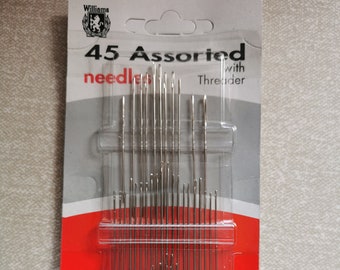 Williams
45 Assorted
needles with
Threader